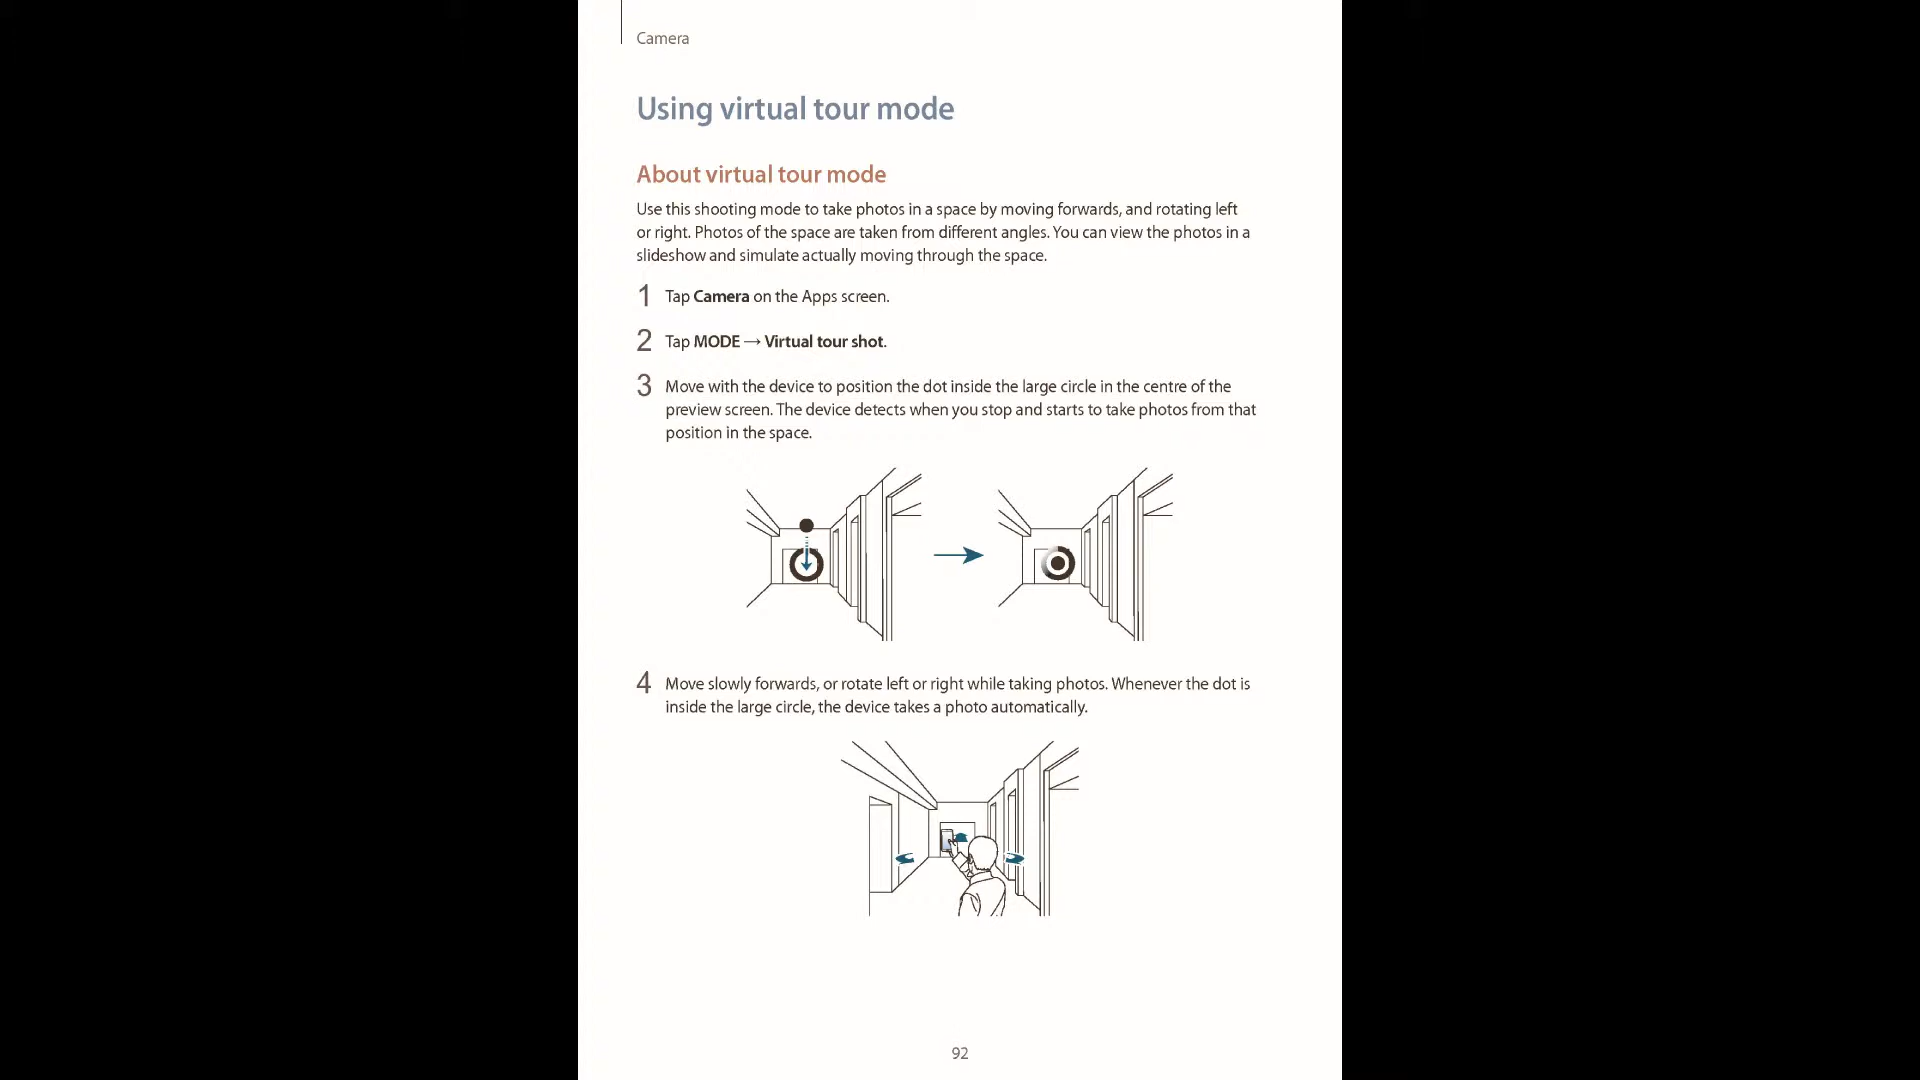 Camera
Using virtual tour mode
About virtual tour mode
Use this shooting mode to take photos in a space by moving forwards, and rotating left
or right. Photos of the space are taken from different angles. You can view the photos in a
slideshow and simulate actually moving through the space.
1 Tap Camera on the Apps screen.
2 Tap MODE → Virtual tour shot.
3 Move with the device to position the dot inside the large circle in the centre of the
preview screen. The device detects when you stop and starts to take photos from that
position in the space.
4 Move slowly forwards, or rotate left or right while taking photos. Whenever the dot is
inside the large circle, the device takes a photo automatically.
92